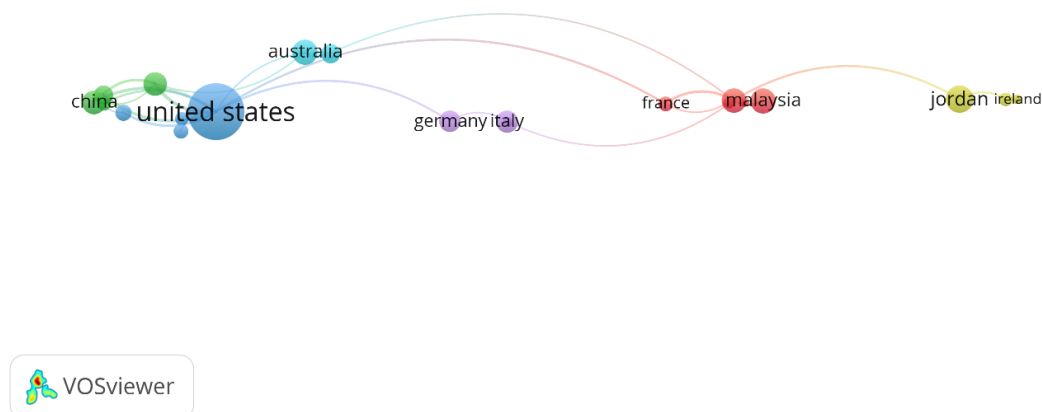 australia
china
united states
germany
italy
france
malaysia
jordan
ireland
VOSviewer